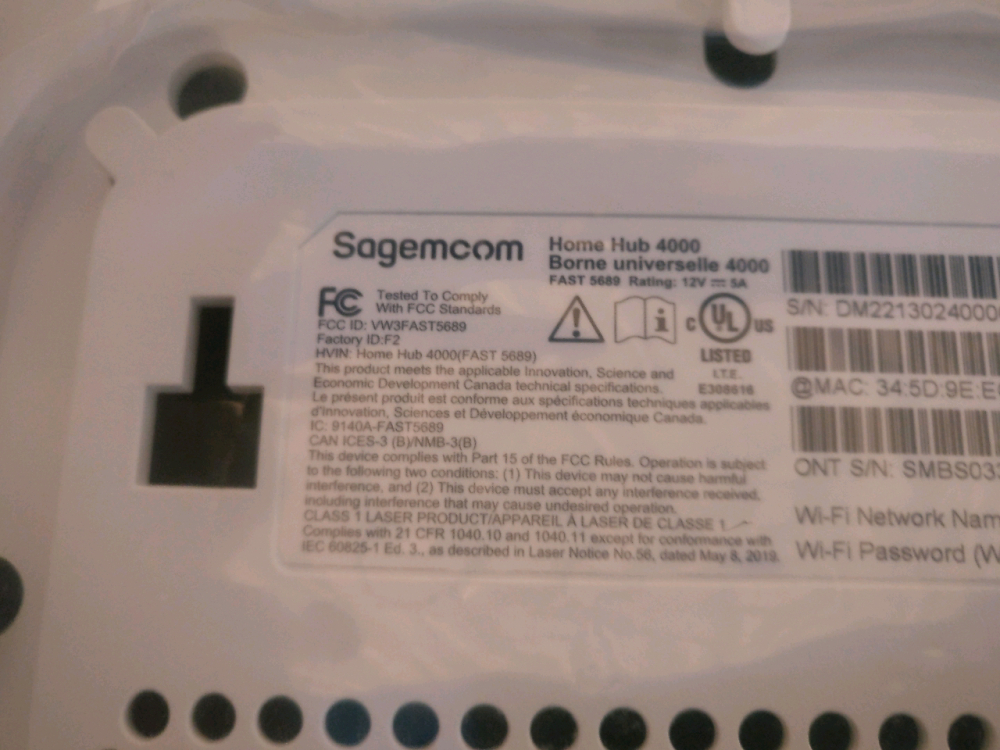 Sagemcom
Home Hub 4000
Borne universelle 4000
FAST 5689 Rating: 12V ⎓ 5A
FC Tested To Comply
With FCC Standards
FCC ID: VW3FAST5689
Factory ID:F2
HVIN: Home Hub 4000(FAST 5689)
This product meets the applicable Innovation, Science and
Economic Development Canada technical specifications.
Le présent produit est conforme aux spécifications techniques applicables
d'Innovation, Sciences et Développement économique Canada.
IC: 9140A-FAST5689
CAN ICES-3 (B)/NMB-3(B)
This device complies with Part 15 of the FCC Rules. Operation is subject
to the following two conditions: (1) This device may not cause harmful
interference, and (2) This device must accept any interference received,
including interference that may cause undesired operation.
CLASS 1 LASER PRODUCT/APPAREIL À LASER DE CLASSE 1
Complies with 21 CFR 1040.10 and 1040.11 except for conformance with
IEC 60825-1 Ed. 3., as described in Laser Notice No.56, dated May 8, 2019.
C UL US
LISTED
I.T.E.
E308616
S/N: DM2213024000
@MAC: 34:5D:9E:E
ONT S/N: SMBS03
Wi-Fi Network Nam
Wi-Fi Password (W